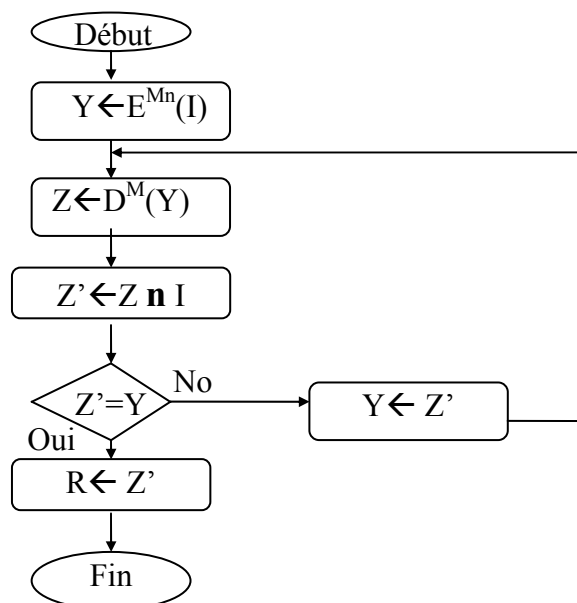 Début
Y←E^Mn(I)
Z←D^M(Y)
Z’←Z n I
Z’=Y
No
Y← Z’
Oui
R← Z’
Fin